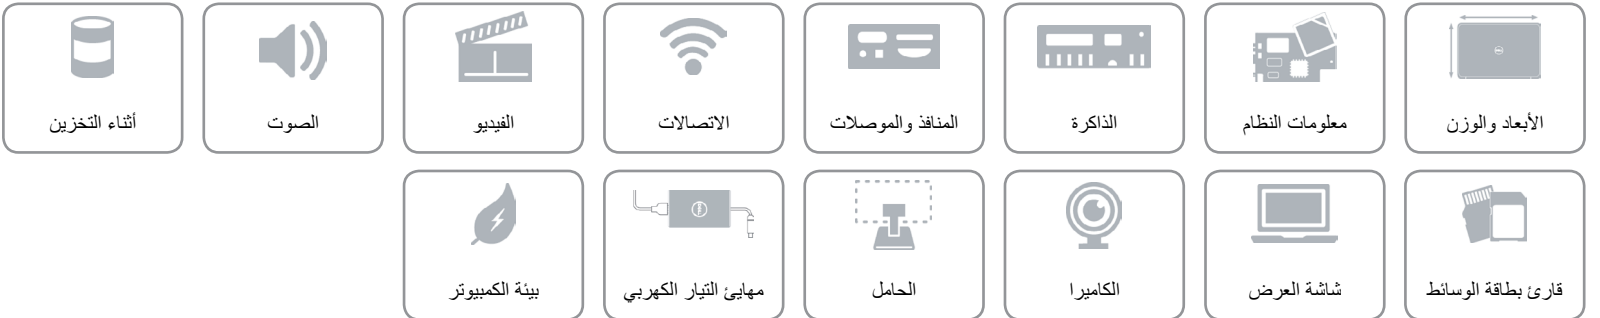 الأبعاد والوزن
معلومات النظام
الذاكرة
المنافذ والموصلات
الاتصالات
الفيديو
الصوت
أثناء التخزين
قارئ بطاقة الوسائط
شاشة العرض
الكاميرا
الحامل
مهايئ التيار الكهربي
بيئة الكمبيوتر